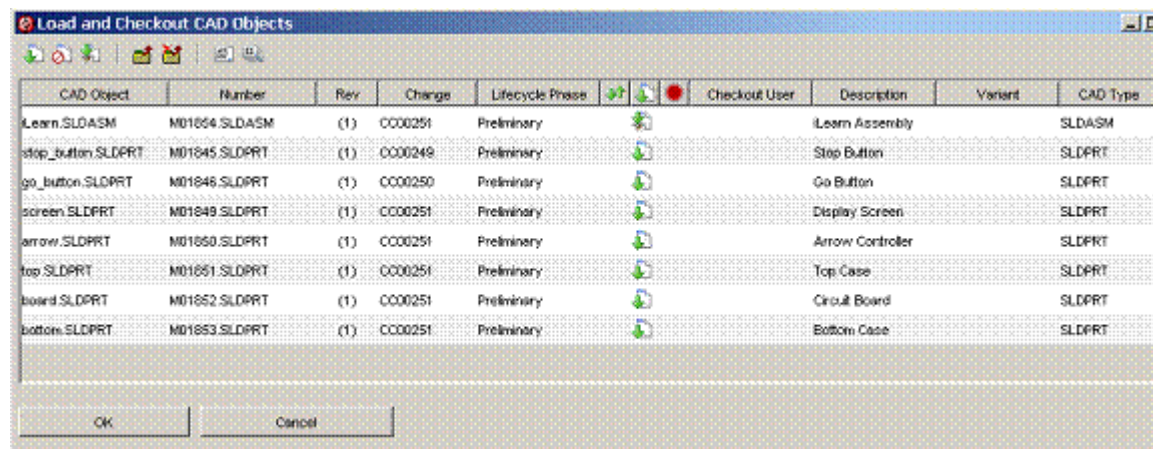 Load and Checkout CAD Objects
CAD Object Number Rev Change Lifecycle Phase Checkout User Description Variant CAD Type
iLearn.SLDASM M01854.SLDASM (1) CC00251 Preliminary iLearn Assembly SLDASM
stop_button.SLDPRT M01845.SLDPRT (1) CC00249 Preliminary Stop Button SLDPRT
go_button.SLDPRT M01846.SLDPRT (1) CC00250 Preliminary Go Button SLDPRT
screen.SLDPRT M01849.SLDPRT (1) CC00251 Preliminary Display Screen SLDPRT
arrow.SLDPRT M01850.SLDPRT (1) CC00251 Preliminary Arrow Controller SLDPRT
top.SLDPRT M01851.SLDPRT (1) CC00251 Preliminary Top Case SLDPRT
board.SLDPRT M01852.SLDPRT (1) CC00251 Preliminary Circuit Board SLDPRT
bottom.SLDPRT M01853.SLDPRT (1) CC00251 Preliminary Bottom Case SLDPRT
OK Cancel